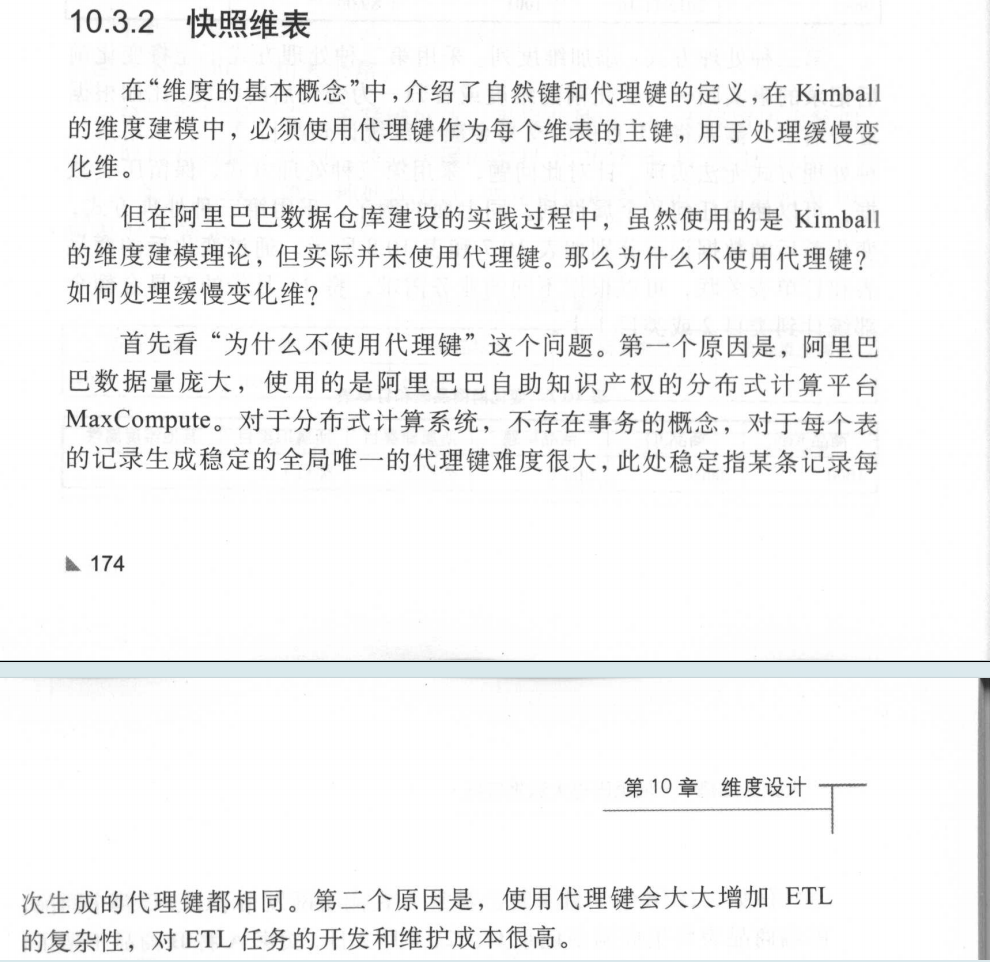 10.3.2 快照维表
在“维度的基本概念”中,介绍了自然键和代理键的定义,在 Kimball
的维度建模中，必须使用代理键作为每个维表的主键，用于处理缓慢变
化维。
但在阿里巴巴数据仓库建设的实践过程中，虽然使用的是 Kimball
的维度建模理论，但实际并未使用代理键。那么为什么不使用代理键？
如何处理缓慢变化维？
首先看“为什么不使用代理键”这个问题。第一个原因是，阿里巴
巴数据量庞大，使用的是阿里巴巴自助知识产权的分布式计算平台
MaxCompute。对于分布式计算系统，不存在事务的概念，对于每个表
的记录生成稳定的全局唯一的代理键难度很大，此处稳定指某条记录每
174
第 10 章 维度设计
次生成的代理键都相同。第二个原因是，使用代理键会大大增加 ETL
的复杂性，对 ETL 任务的开发和维护成本很高。